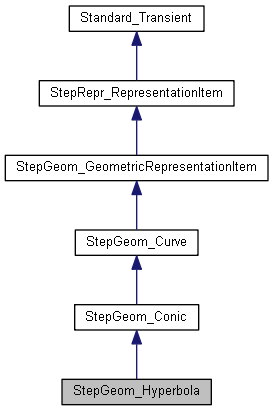 Standard_Transient
StepRepr_RepresentationItem
StepGeom_GeometricRepresentationItem
StepGeom_Curve
StepGeom_Conic
StepGeom_Hyperbola